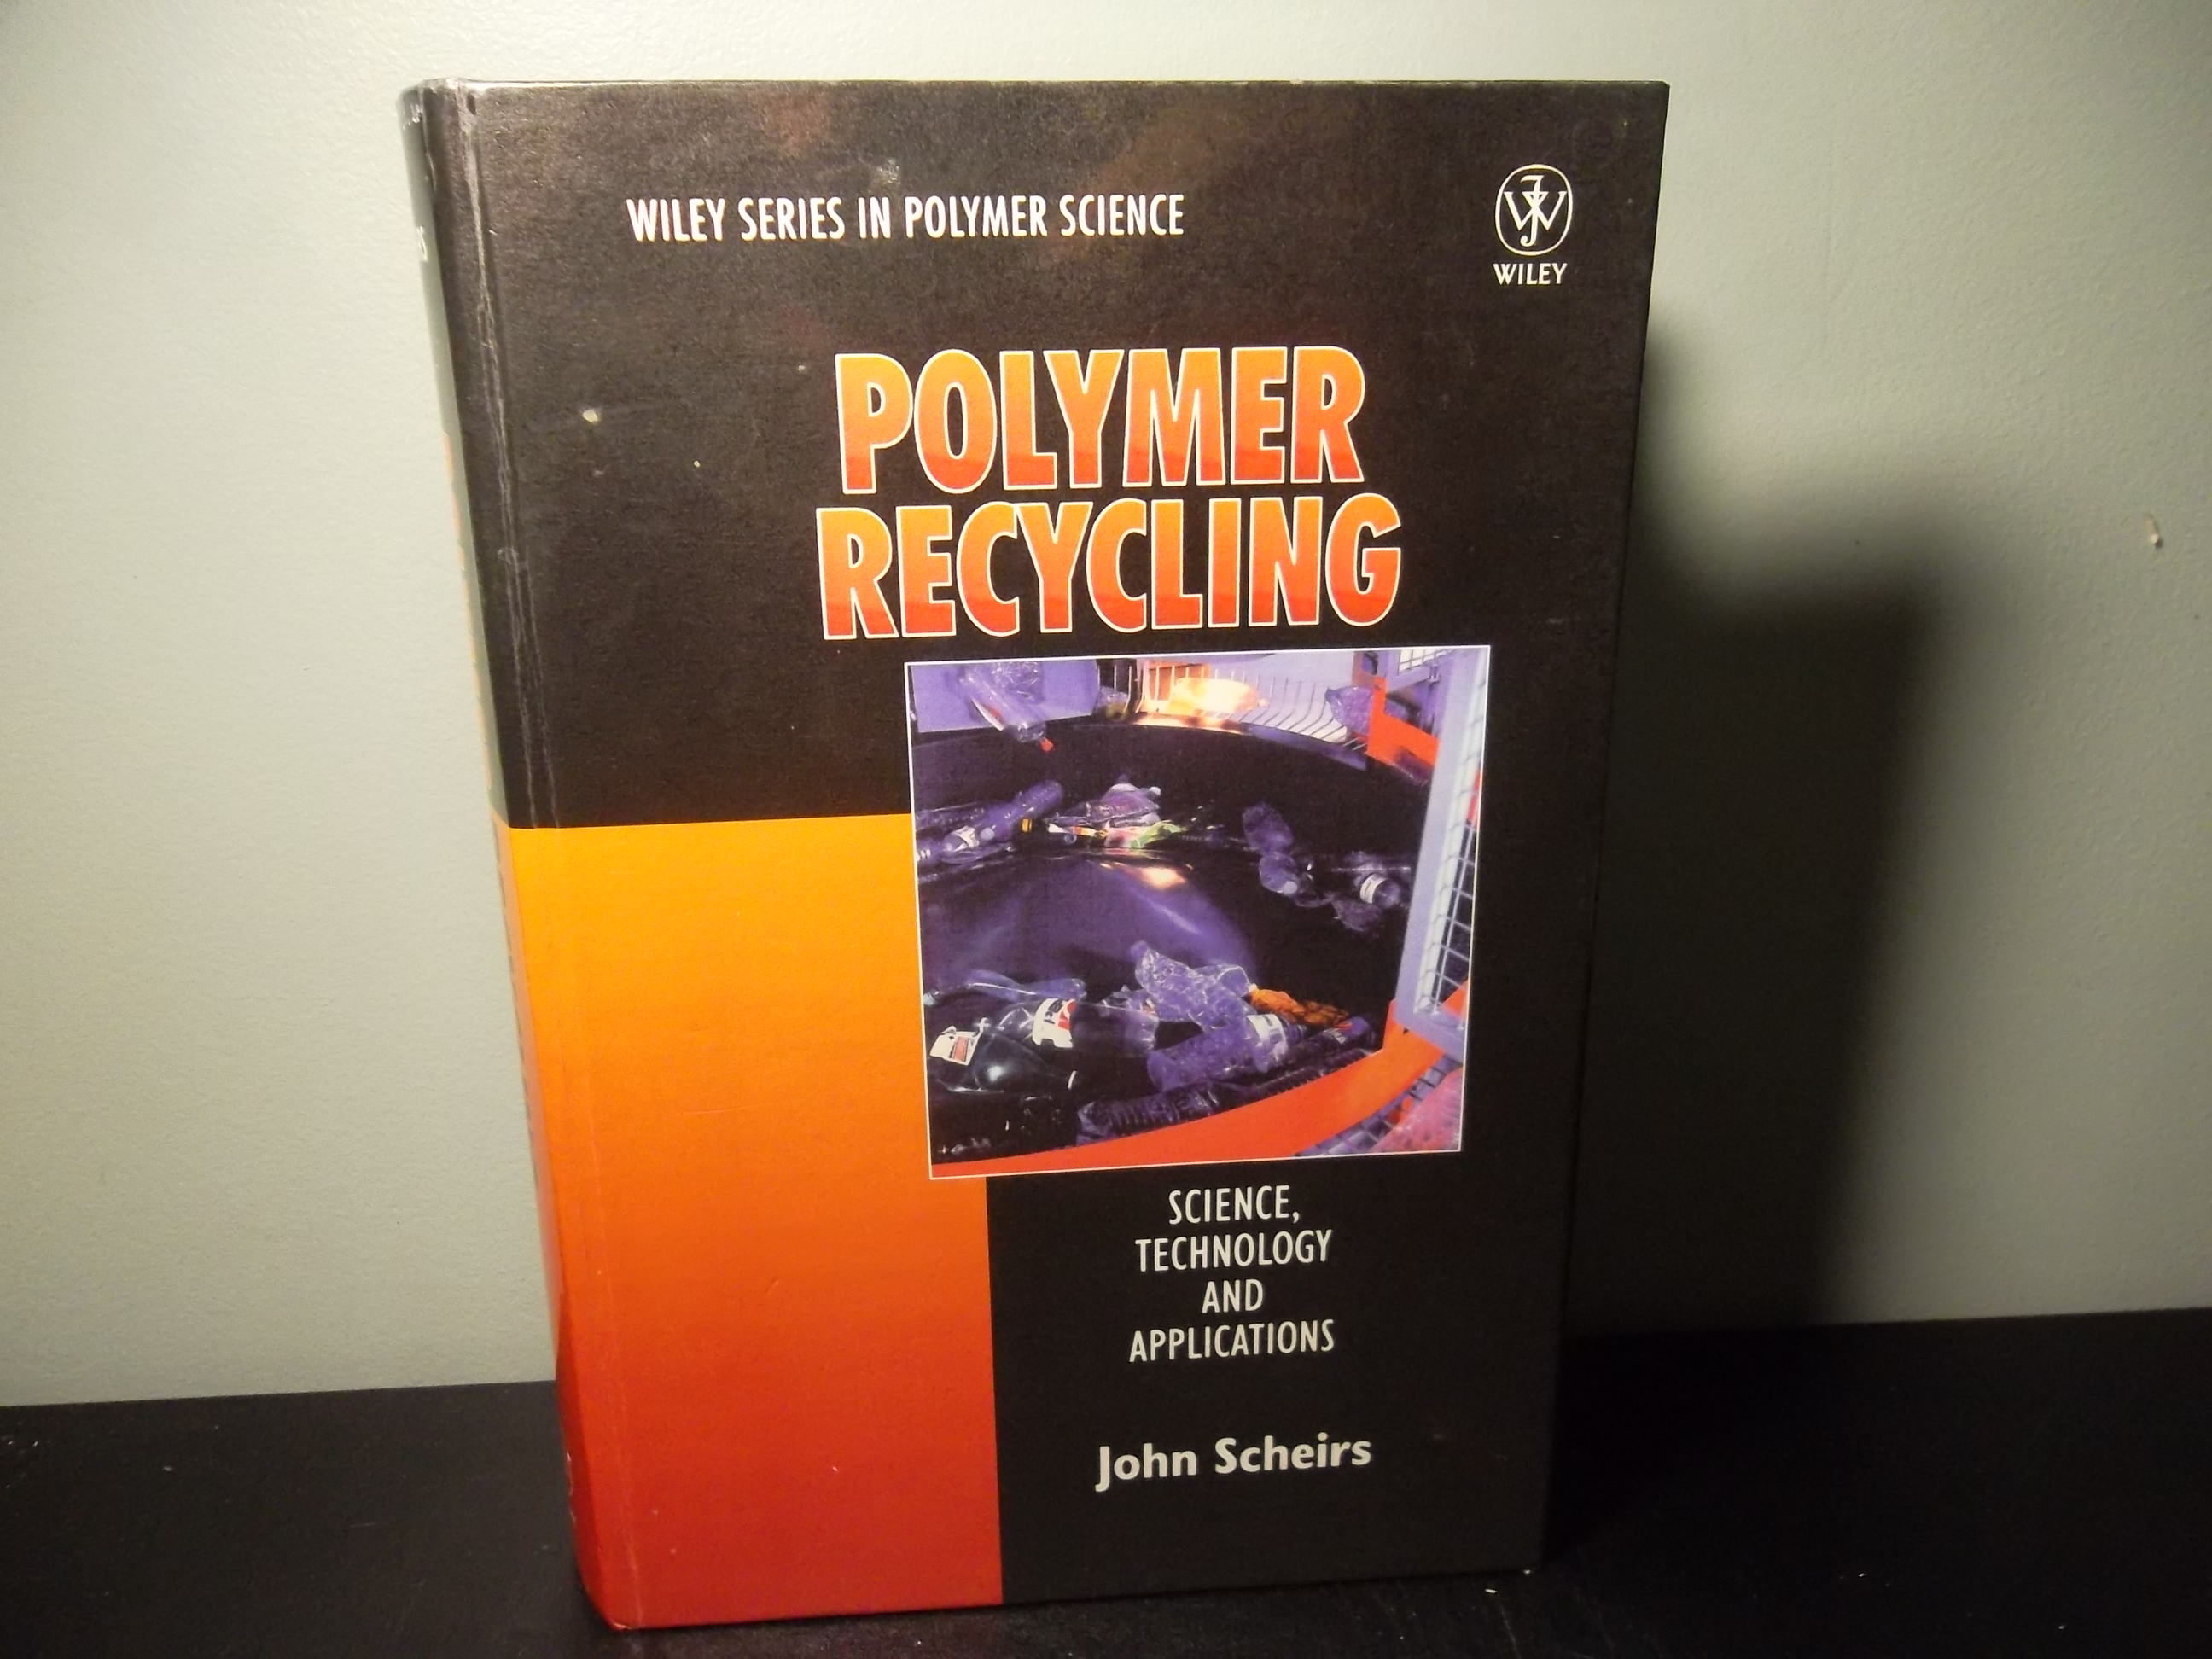 WILEY SERIES IN POLYMER SCIENCE
WILEY
POLYMER
RECYCLING
SCIENCE,
TECHNOLOGY
AND
APPLICATIONS
John Scheirs